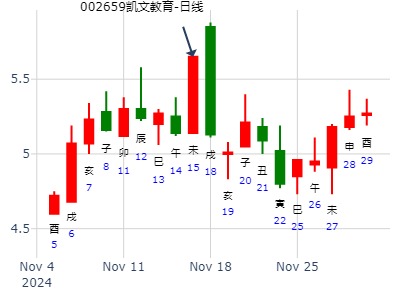 002659凯文教育-日线
5.5
5
4.5
酉
5
戌
6
亥
7
子
8
卯
11
辰
12
巳
13
午
14
未
15
戌
18
亥
19
子
20
丑
21
寅
22
巳
25
午
26
未
27
申
28
酉
29
Nov 4
2024
Nov 11
Nov 18
Nov 25